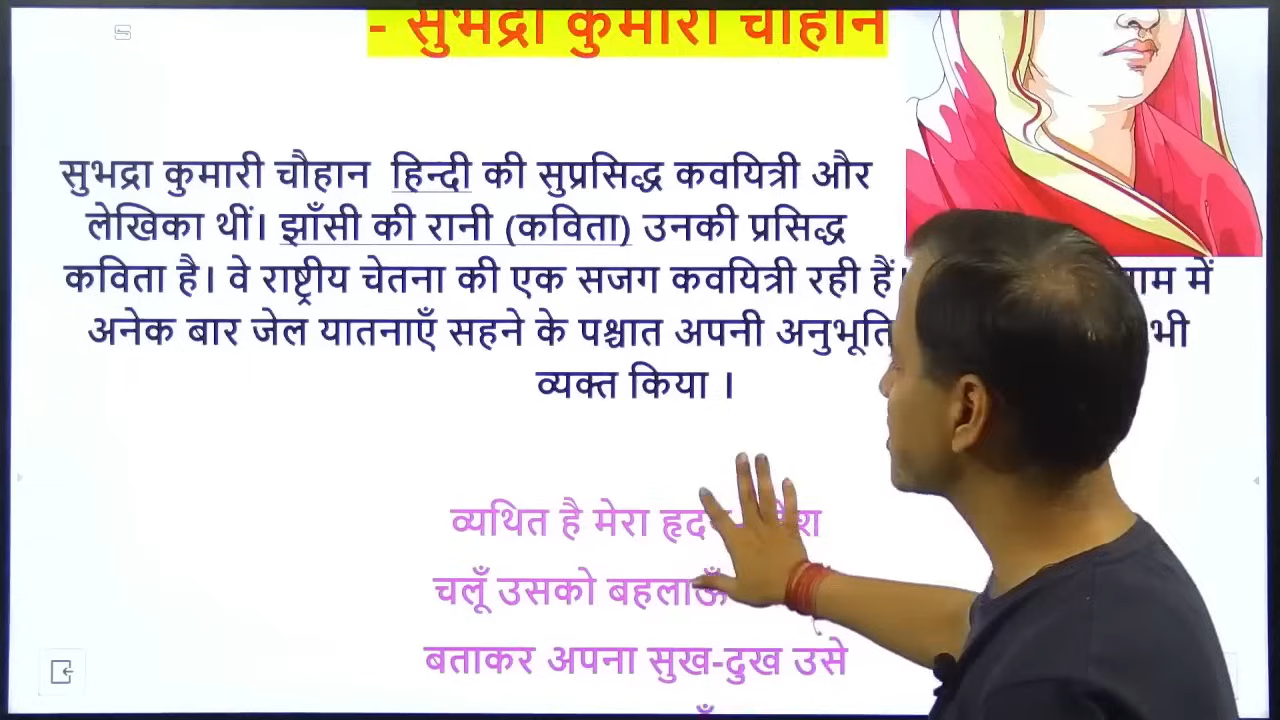 - सुभद्रा कुमारी चौहान
सुभद्रा कुमारी चौहान हिन्दी की सुप्रसिद्ध कवयित्री और
लेखिका थीं। झाँसी की रानी (कविता) उनकी प्रसिद्ध
कविता है। वे राष्ट्रीय चेतना की एक सजग कवयित्री रही हैं। में
अनेक बार जेल यातनाएँ सहने के पश्चात अपनी भी
व्यक्त किया ।
व्यथित है मेरा
चलूँ उसको बहलाऊँ
बताकर अपना सुख-दुख उसे